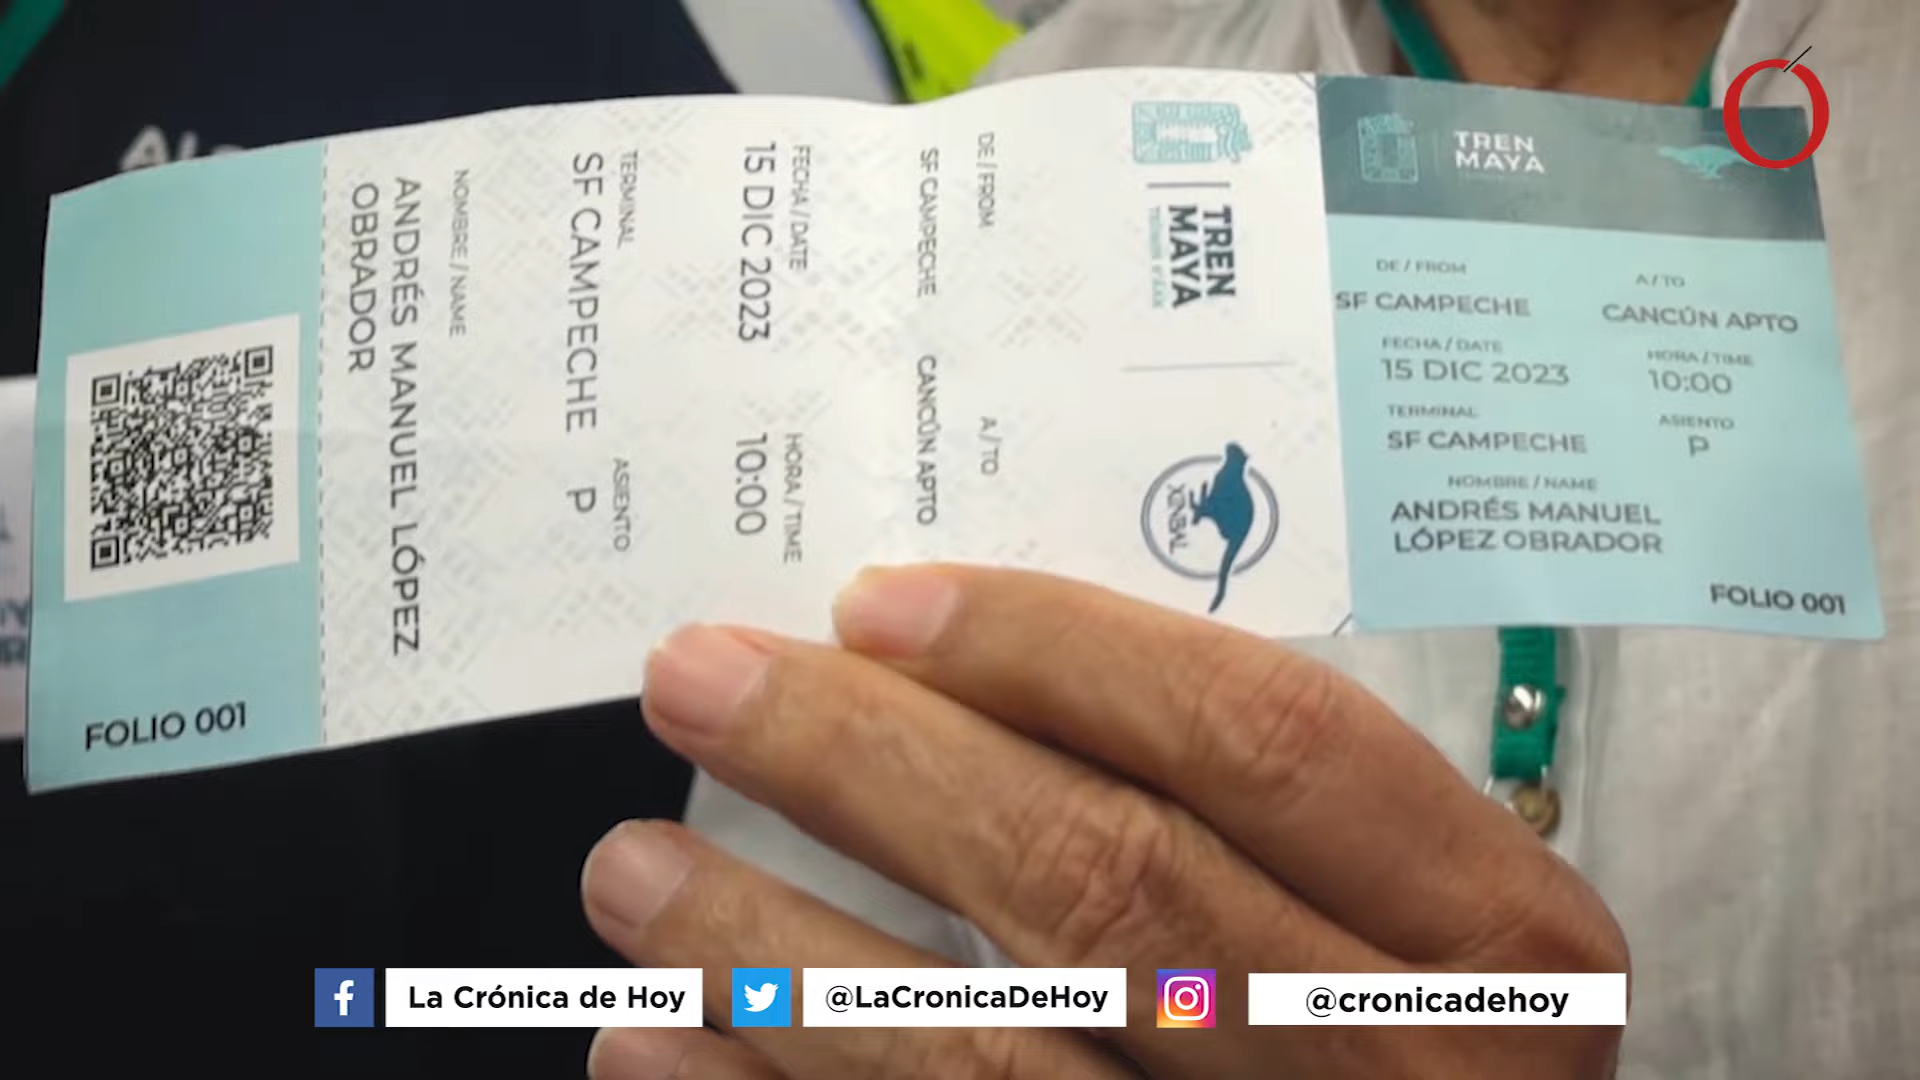 TREN
MAYA
DE / FROM
SF CAMPECHE
A / TO
CANCÚN APTO
FECHA / DATE
15 DIC 2023
HORA / TIME
10:00
TERMINAL
SF CAMPECHE
ASIENTO
P
NOMBRE / NAME
ANDRÉS MANUEL
LÓPEZ OBRADOR
FOLIO 001
TREN
MAYA
XINBAL
DE / FROM
SF CAMPECHE
A / TO
CANCÚN APTO
FECHA / DATE
15 DIC 2023
HORA / TIME
10:00
TERMINAL
SF CAMPECHE
ASIENTO
P
NOMBRE / NAME
ANDRÉS MANUEL LÓPEZ
OBRADOR
FOLIO 001
Ó
La Crónica de Hoy
@LaCronicaDeHoy
@cronicadehoy